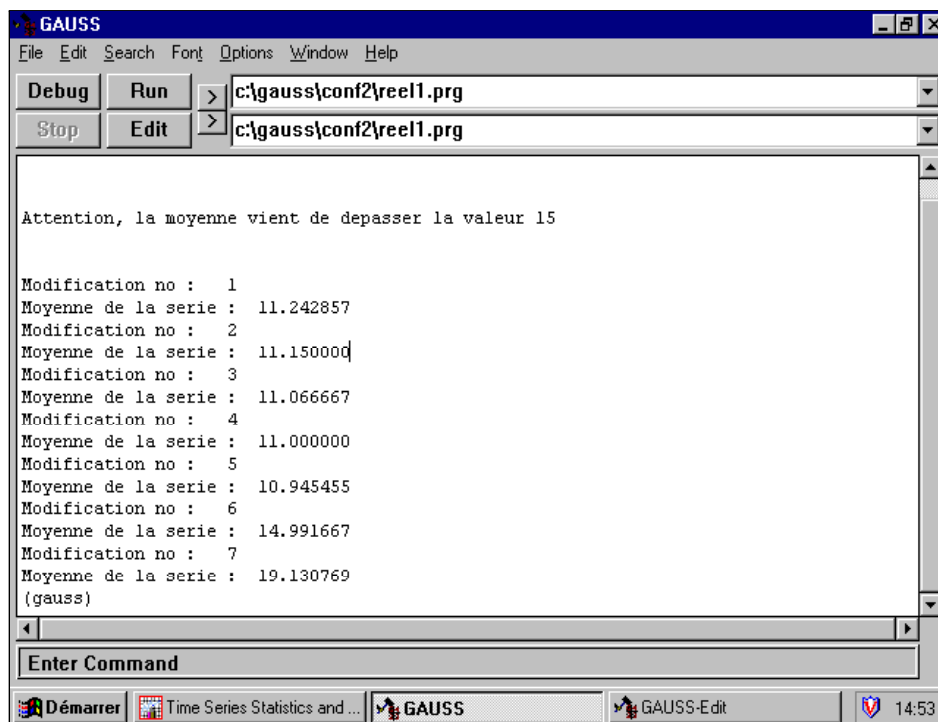 GAUSS
File Edit Search Font Options Window Help
Debug Run > c:\gauss\conf2\reel1.prg
Stop Edit > c:\gauss\conf2\reel1.prg
Attention, la moyenne vient de depasser la valeur 15
Modification no : 1
Moyenne de la serie : 11.242857
Modification no : 2
Moyenne de la serie : 11.150000
Modification no : 3
Moyenne de la serie : 11.066667
Modification no : 4
Moyenne de la serie : 11.000000
Modification no : 5
Moyenne de la serie : 10.945455
Modification no : 6
Moyenne de la serie : 14.991667
Modification no : 7
Moyenne de la serie : 19.130769
(gauss)
Enter Command
Démarrer Time Series Statistics and ... GAUSS GAUSS-Edit 14:53